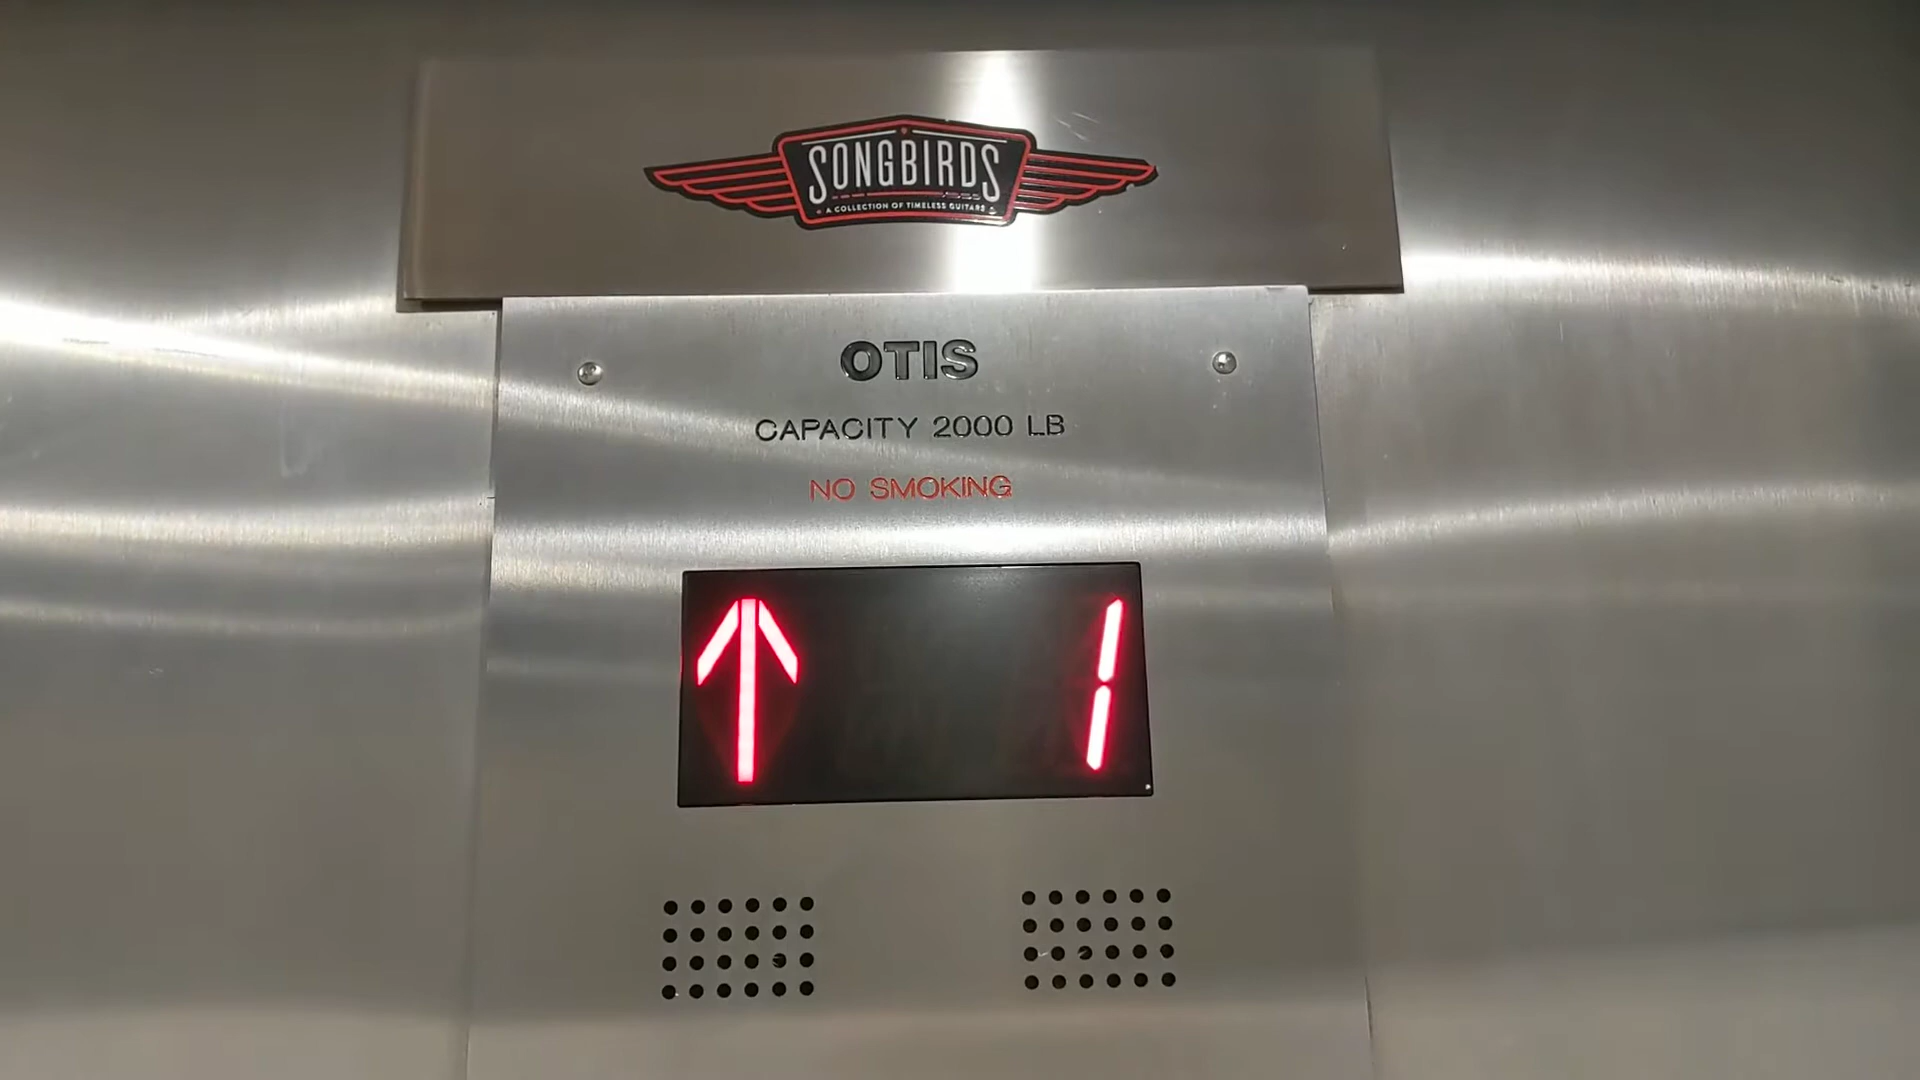 SONGBIRDS
A COLLECTION OF TIMELESS GUITARS
OTIS
CAPACITY 2000 LB
NO SMOKING
1